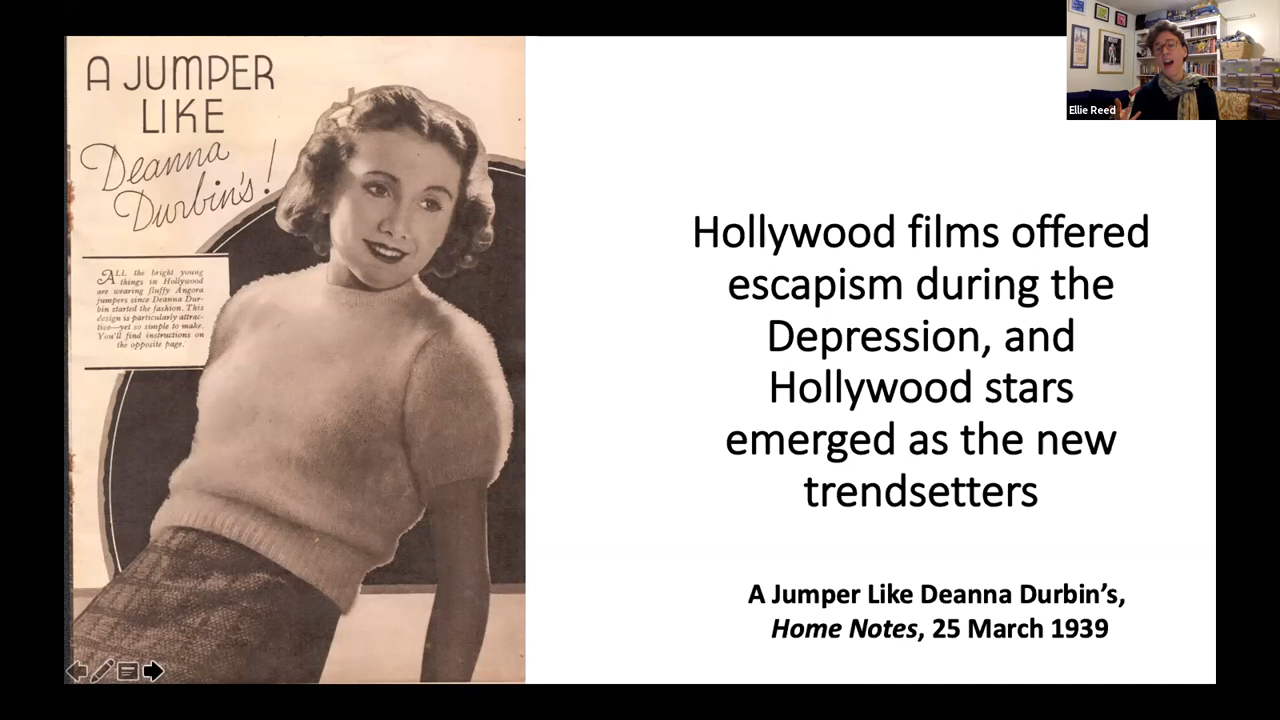 A JUMPER
LIKE
Deanna
Durbin's!
ALL the bright young
things in Hollywood
are wearing fluffy Angora
jumpers since Deanna Dur-
bin started the fashion. This
design is particularly attrac-
tive—yet so simple to make.
You'll find instructions on
the opposite page.
Hollywood films offered
escapism during the
Depression, and
Hollywood stars
emerged as the new
trendsetters
A Jumper Like Deanna Durbin's,
Home Notes, 25 March 1939
Ellie Reed